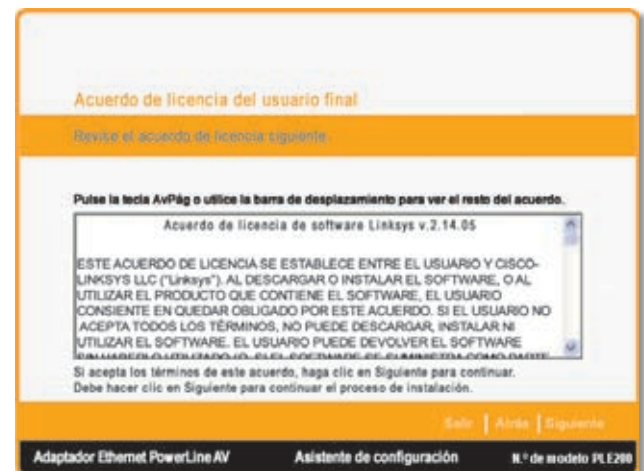 Acuerdo de licencia del usuario final
Revise el acuerdo de licencia siguiente.
Pulse la tecla AvPág o utilice la barra de desplazamiento para ver el resto del acuerdo.
Acuerdo de licencia de software Linksys v.2.14.05
ESTE ACUERDO DE LICENCIA SE ESTABLECE ENTRE EL USUARIO Y CISCO-
LINKSYS LLC ("Linksys"). AL DESCARGAR O INSTALAR EL SOFTWARE, O AL
UTILIZAR EL PRODUCTO QUE CONTIENE EL SOFTWARE, EL USUARIO
CONSIENTE EN QUEDAR OBLIGADO POR ESTE ACUERDO. SI EL USUARIO NO
ACEPTA TODOS LOS TÉRMINOS, NO PUEDE DESCARGAR, INSTALAR NI
UTILIZAR EL SOFTWARE. EL USUARIO PUEDE DEVOLVER EL SOFTWARE
Si acepta los términos de este acuerdo, haga clic en Siguiente para continuar.
Debe hacer clic en Siguiente para continuar el proceso de instalación.
Salir | Atrás | Siguiente
Adaptador Ethernet PowerLine AV Asistente de configuración N.º de modelo PLE200